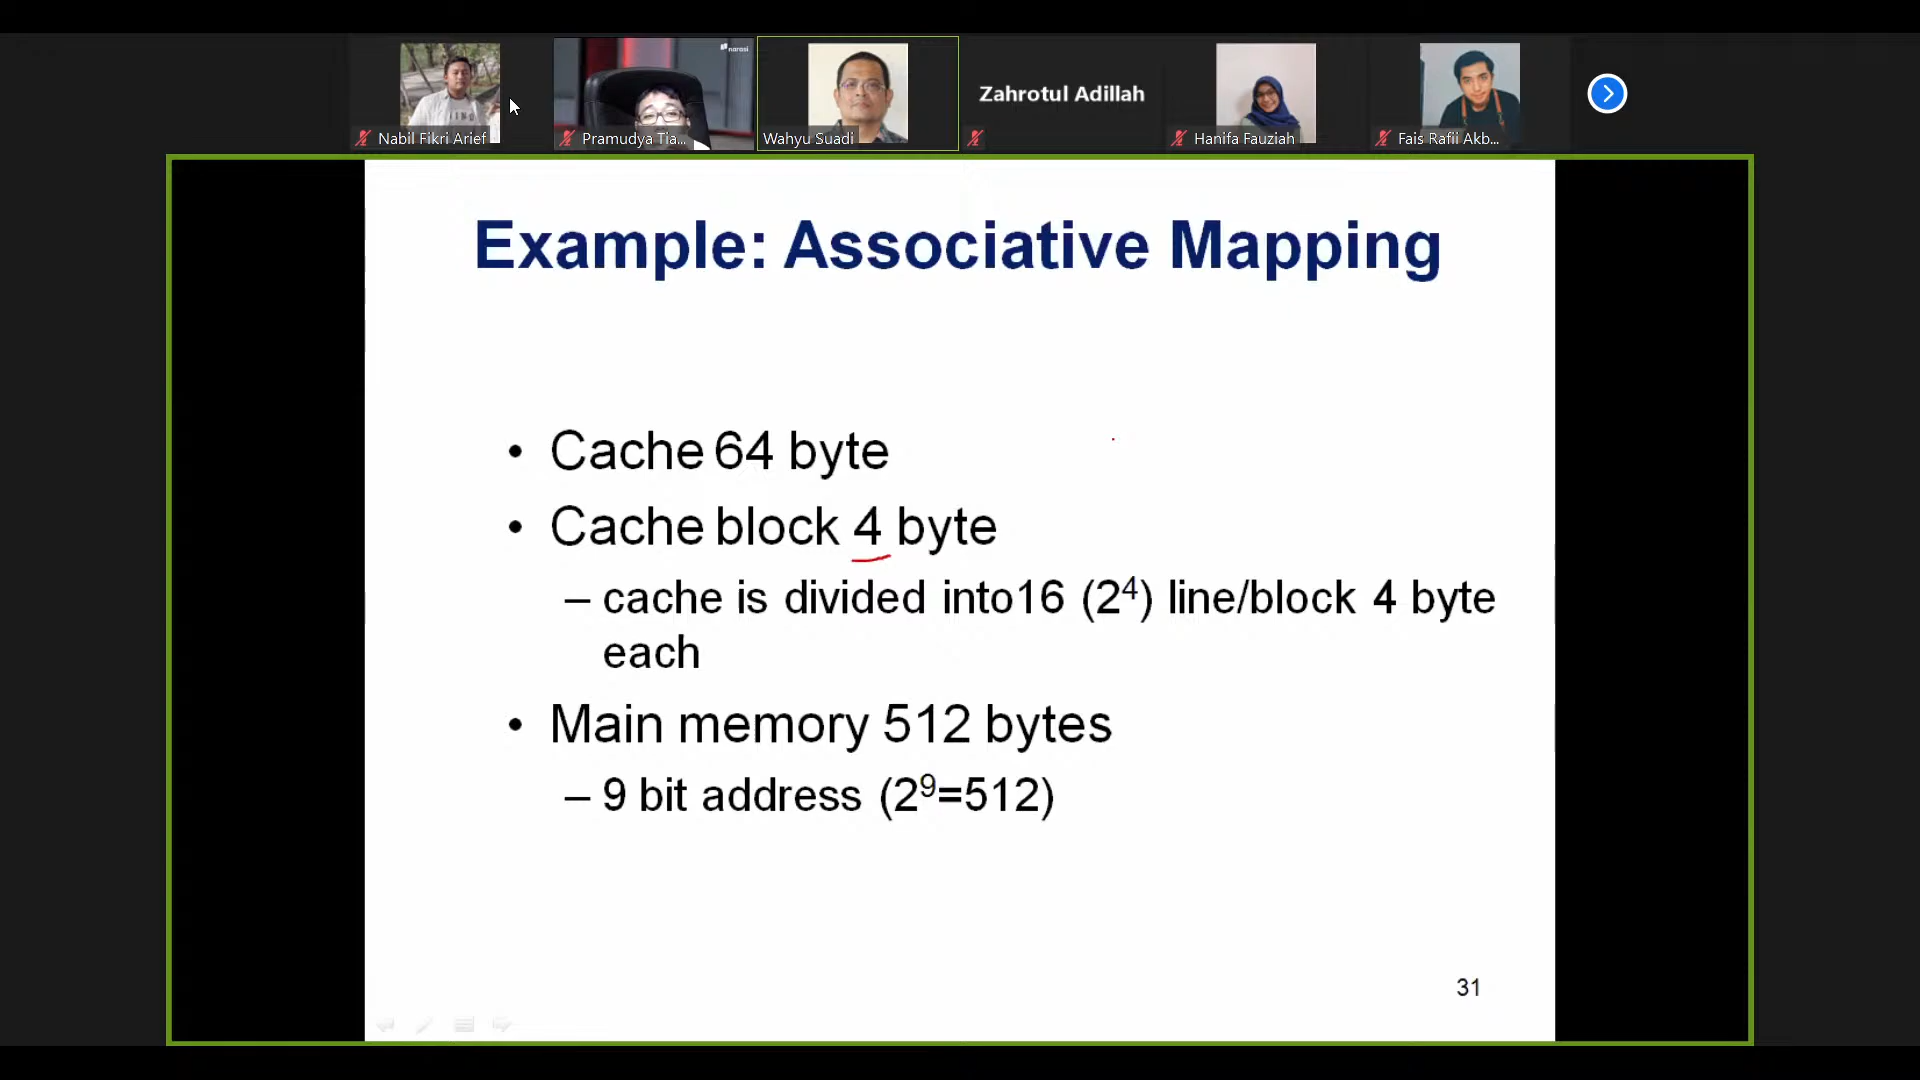 narasi
Nabil Fikri Arief
Pramudya Tia...
Wahyu Suadi
Zahrotul Adillah
Hanifa Fauziah
Fais Rafii Akb...
Example: Associative Mapping
• Cache 64 byte
• Cache block 4 byte
– cache is divided into16 (2⁴) line/block 4 byte
each
• Main memory 512 bytes
– 9 bit address (2⁹=512)
31